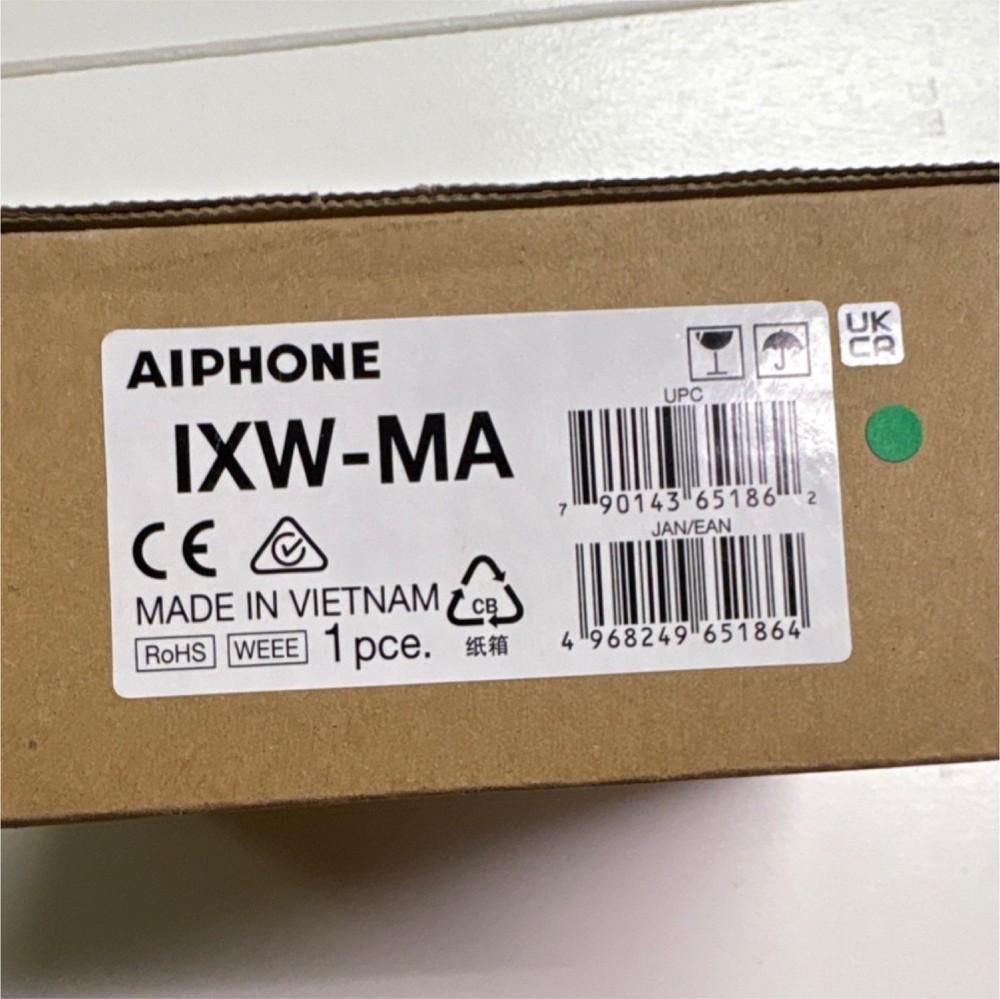 AIPHONE
IXW-MA
CE
MADE IN VIETNAM
RoHS WEEE 1 pce.
CB
纸箱
UPC
7 90143 65186 2
JAN/EAN
4 968249 651864
UK
CA